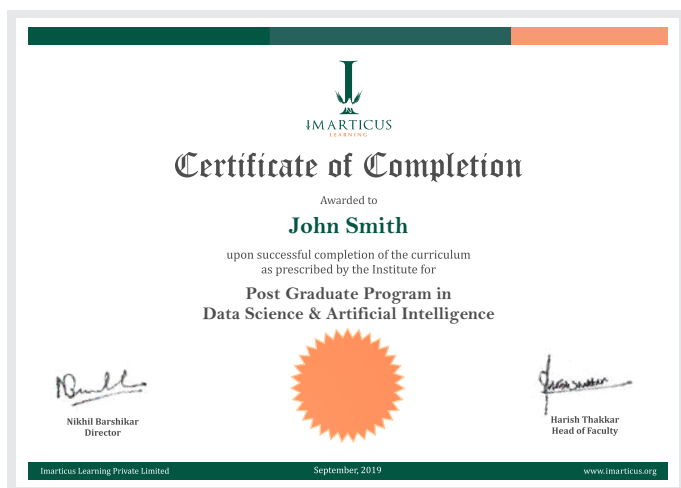 IMARTICUS
LEARNING
Certificate of Completion
Awarded to
John Smith
upon successful completion of the curriculum
as prescribed by the Institute for
Post Graduate Program in
Data Science & Artificial Intelligence
Nikhil Barshikar
Director
Harish Thakkar
Head of Faculty
Imarticus Learning Private Limited
September, 2019
www.imarticus.org